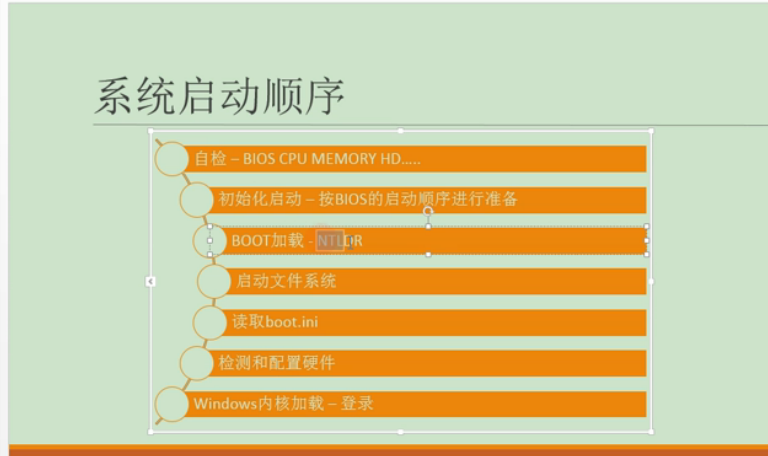 系统启动顺序
自检 – BIOS CPU MEMORY HD.....
初始化启动 – 按BIOS的启动顺序进行准备
BOOT加载 - NTLDR
启动文件系统
读取boot.ini
检测和配置硬件
Windows内核加载 – 登录